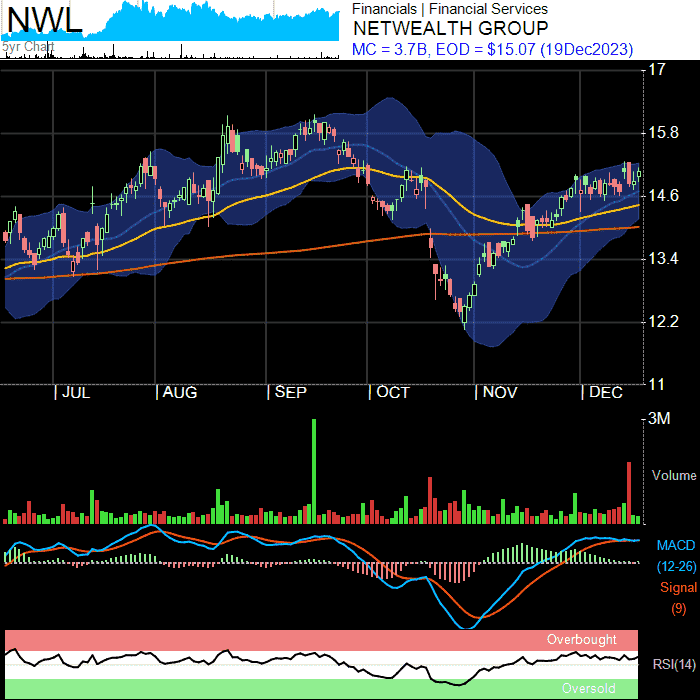 NWL
5yr Chart
Financials | Financial Services
NETWEALTH GROUP
MC = 3.7B, EOD = $15.07 (19Dec2023)
17
15.8
14.6
13.4
12.2
11
| JUL | AUG | SEP | OCT | NOV | DEC
3M
Volume
MACD
(12-26)
Signal
(9)
Overbought
RSI(14)
Oversold